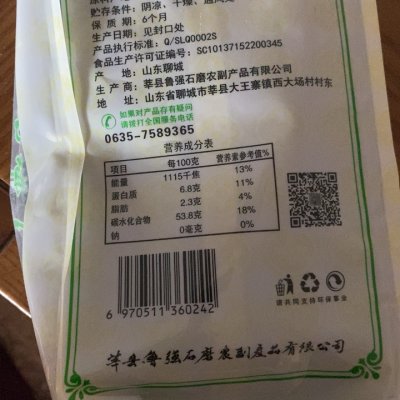 贮存条件：阴凉、干燥、通风处
保 质 期：6个月
生产日期：见封口处
产品执行标准：Q/SLQ0002S
食品生产许可证编号：SC10137152200345
产 地：山东聊城
生 产 商：莘县鲁强石磨农副产品有限公司
地 址：山东省聊城市莘县大王寨镇西大场村村东
如果对产品存有疑问
请拨打全国服务电话
0635-7589365
营养成分表
项目 每100克 营养素参考值%
能量 1115千焦 13%
蛋白质 6.8克 11%
脂肪 2.3克 4%
碳水化合物 53.8克 18%
钠 0毫克 0%
6 970511 360242
请共同支持环保事业
莘县鲁强石磨农副产品有限公司